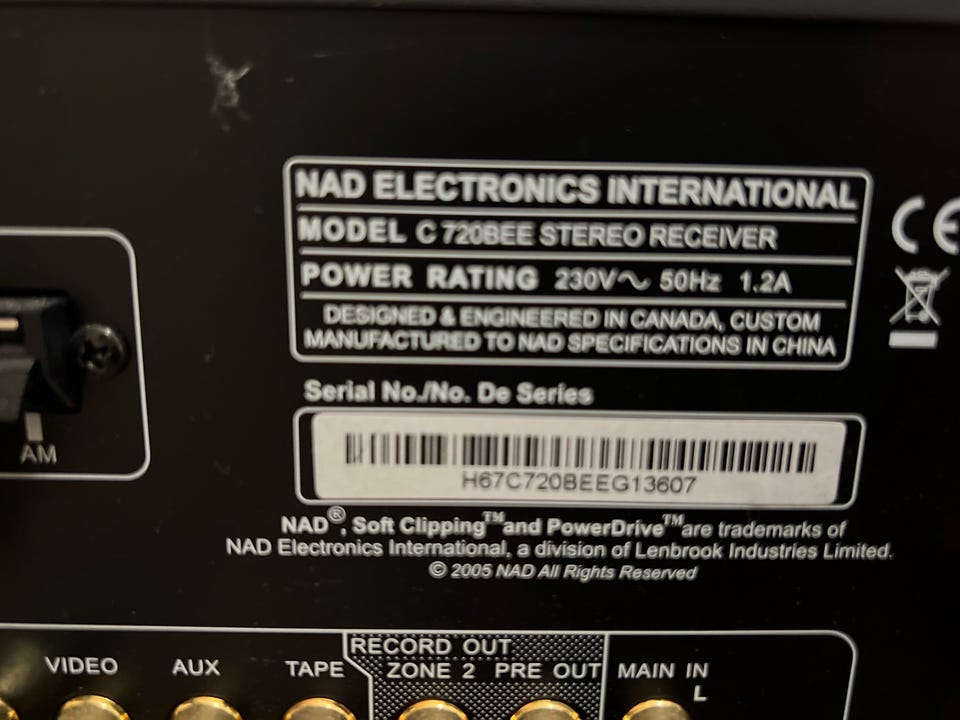 NAD ELECTRONICS INTERNATIONAL
MODEL C 720BEE STEREO RECEIVER
POWER RATING 230V~ 50Hz 1.2A
DESIGNED & ENGINEERED IN CANADA, CUSTOM
MANUFACTURED TO NAD SPECIFICATIONS IN CHINA
CE
Serial No./No. De Series
H67C720BEEG13607
AM
NAD®, Soft Clipping™ and PowerDrive™ are trademarks of
NAD Electronics International, a division of Lenbrook Industries Limited.
© 2005 NAD All Rights Reserved
RECORD OUT
VIDEO AUX TAPE ZONE 2 PRE OUT MAIN IN
L